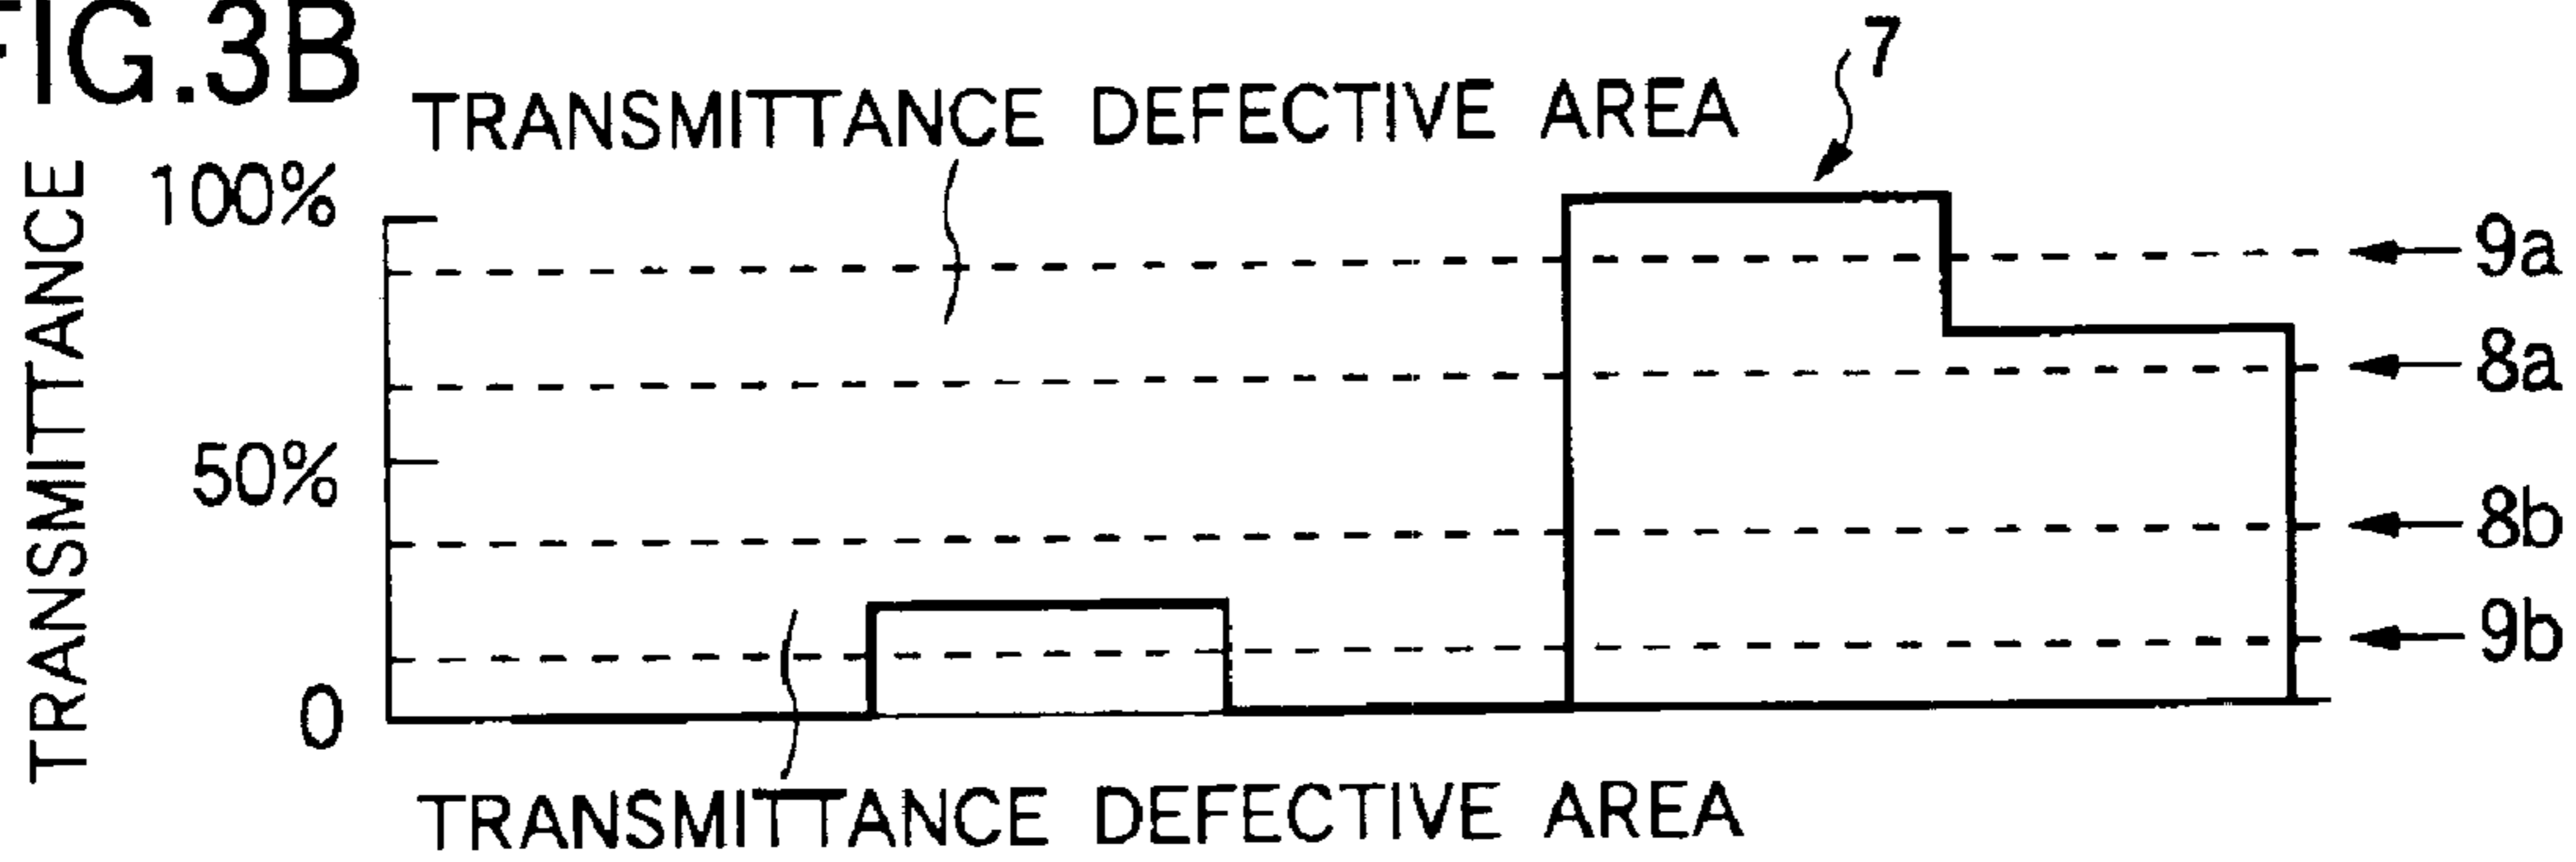 FIG.3B
TRANSMITTANCE DEFECTIVE AREA
7
TRANSMITTANCE
100%
50%
0
9a
8a
8b
9b
TRANSMITTANCE DEFECTIVE AREA